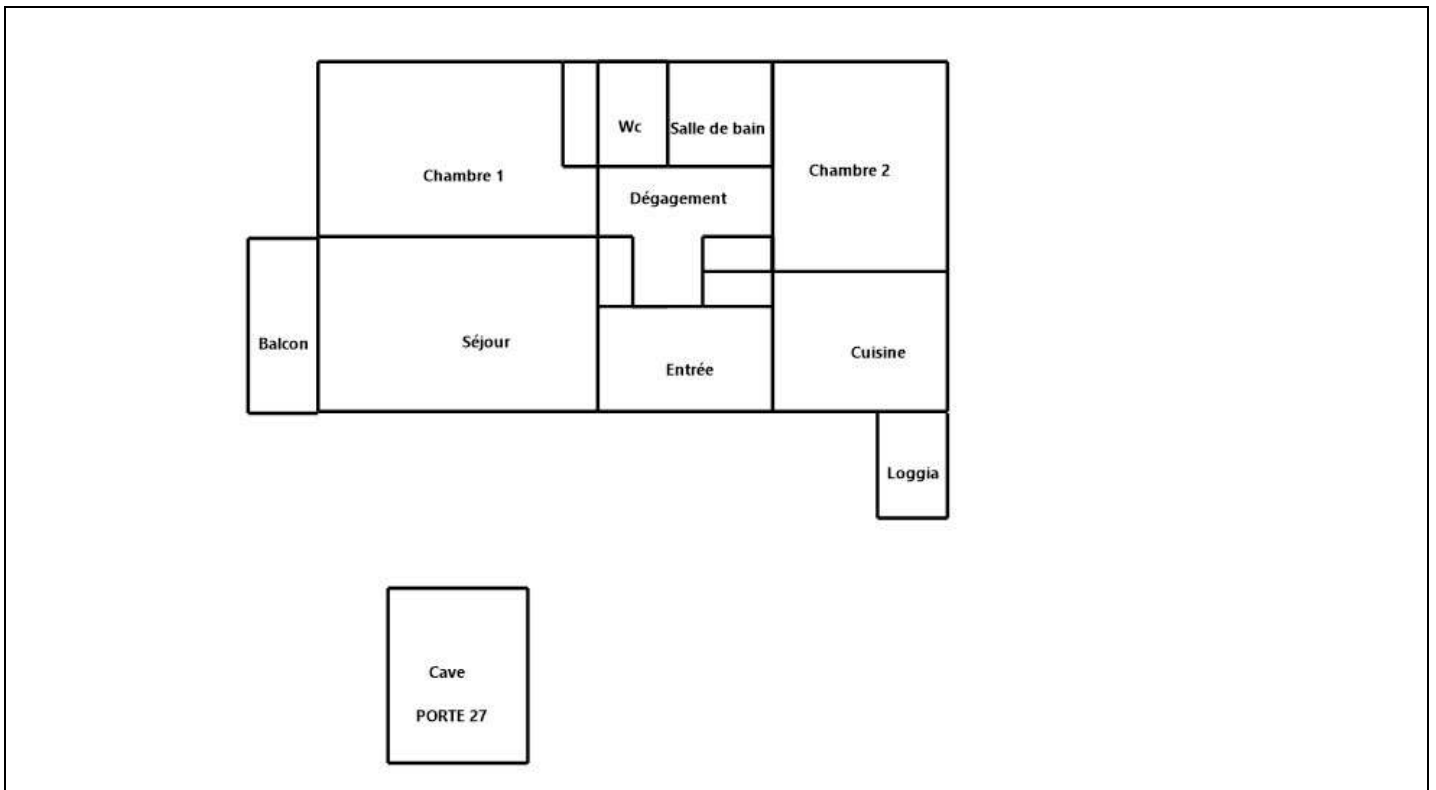 Wc
Salle de bain
Chambre 1
Chambre 2
Dégagement
Balcon
Séjour
Entrée
Cuisine
Loggia
Cave
PORTE 27